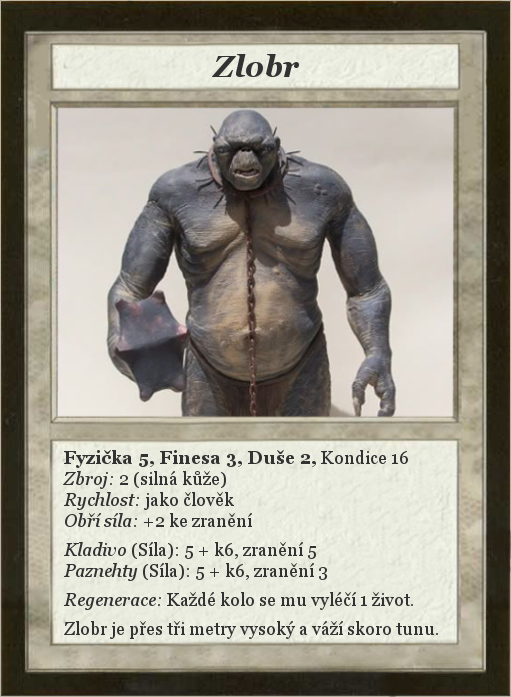 Zlobr
Fyzička 5, Finesa 3, Duše 2, Kondice 16
Zbroj: 2 (silná kůže)
Rychlost: jako člověk
Obří síla: +2 ke zranění
Kladivo (Síla): 5 + k6, zranění 5
Paznehty (Síla): 5 + k6, zranění 3
Regenerace: Každé kolo se mu vyléčí 1 život.
Zlobr je přes tři metry vysoký a váží skoro tunu.